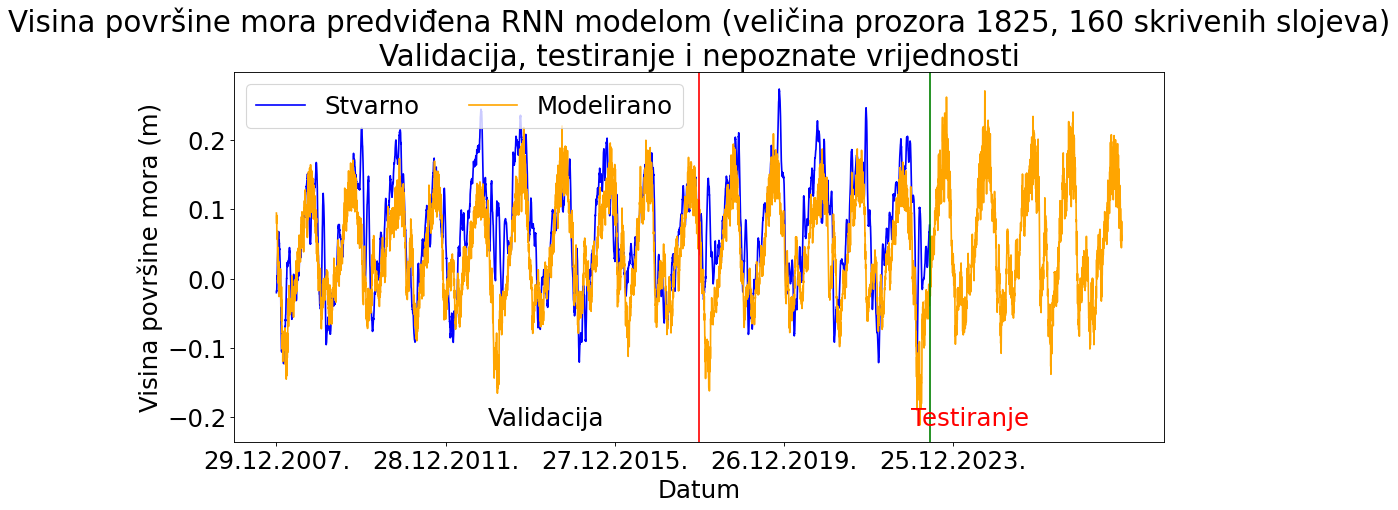 Visina površine mora predviđena RNN modelom (veličina prozora 1825, 160 skrivenih slojeva)
Validacija, testiranje i nepoznate vrijednosti
Stvarno Modelirano
Visina površine mora (m)
0.2
0.1
0.0
−0.1
−0.2
Validacija Testiranje
29.12.2007. 28.12.2011. 27.12.2015. 26.12.2019. 25.12.2023.
Datum